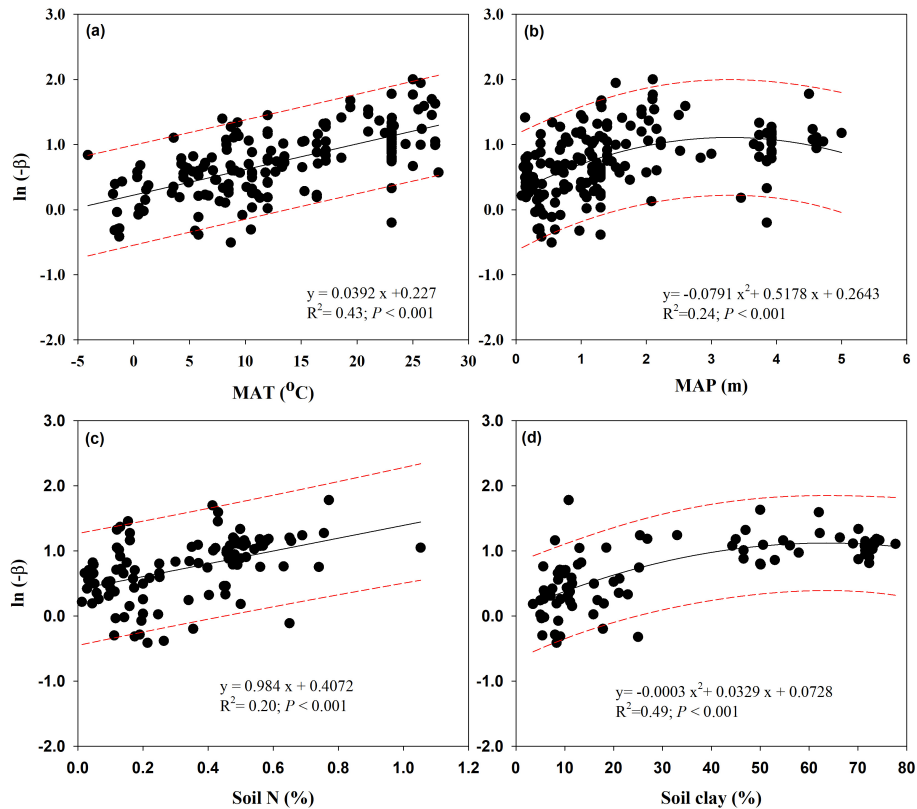 (a)
3.0
2.0
1.0
0.0
-1.0
-2.0
ln (-β)
y = 0.0392 x +0.227
R²= 0.43; P < 0.001
-5 0 5 10 15 20 25 30
MAT (°C)
(b)
3.0
2.0
1.0
0.0
-1.0
-2.0
y= -0.0791 x²+ 0.5178 x + 0.2643
R²=0.24; P < 0.001
0 1 2 3 4 5 6
MAP (m)
(c)
3.0
2.0
1.0
0.0
-1.0
-2.0
ln (-β)
y = 0.984 x + 0.4072
R²= 0.20; P < 0.001
0.0 0.2 0.4 0.6 0.8 1.0 1.2
Soil N (%)
(d)
3.0
2.0
1.0
0.0
-1.0
-2.0
y= -0.0003 x²+ 0.0329 x + 0.0728
R²=0.49; P < 0.001
0 10 20 30 40 50 60 70 80
Soil clay (%)